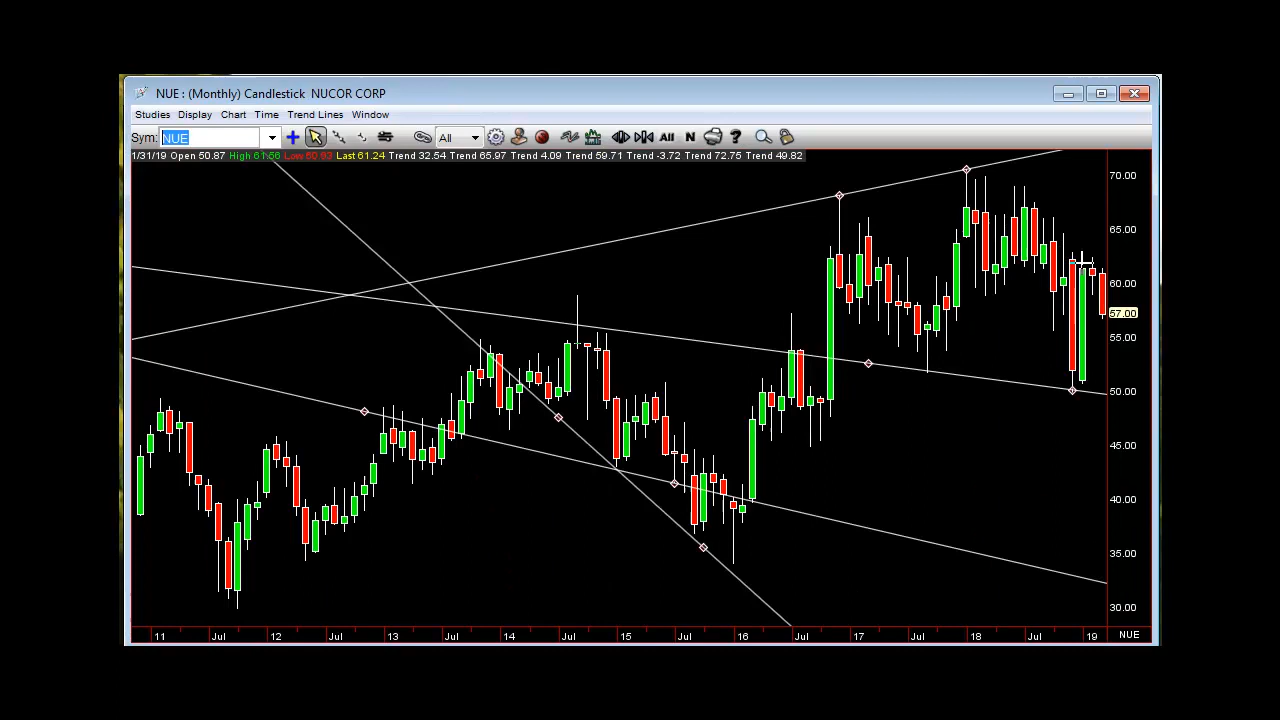 NUE : (Monthly) Candlestick NUCOR CORP
Studies Display Chart Time Trend Lines Window
Sym: NUE All All N ?
1/31/19 Open 50.87 High 61.56 Low 50.93 Last 61.24 Trend 32.54 Trend 65.97 Trend 4.09 Trend 59.71 Trend -3.72 Trend 72.75 Trend 49.82
70.00
65.00
60.00
57.00
55.00
50.00
45.00
40.00
35.00
30.00
11 Jul 12 Jul 13 Jul 14 Jul 15 Jul 16 Jul 17 Jul 18 Jul 19 NUE